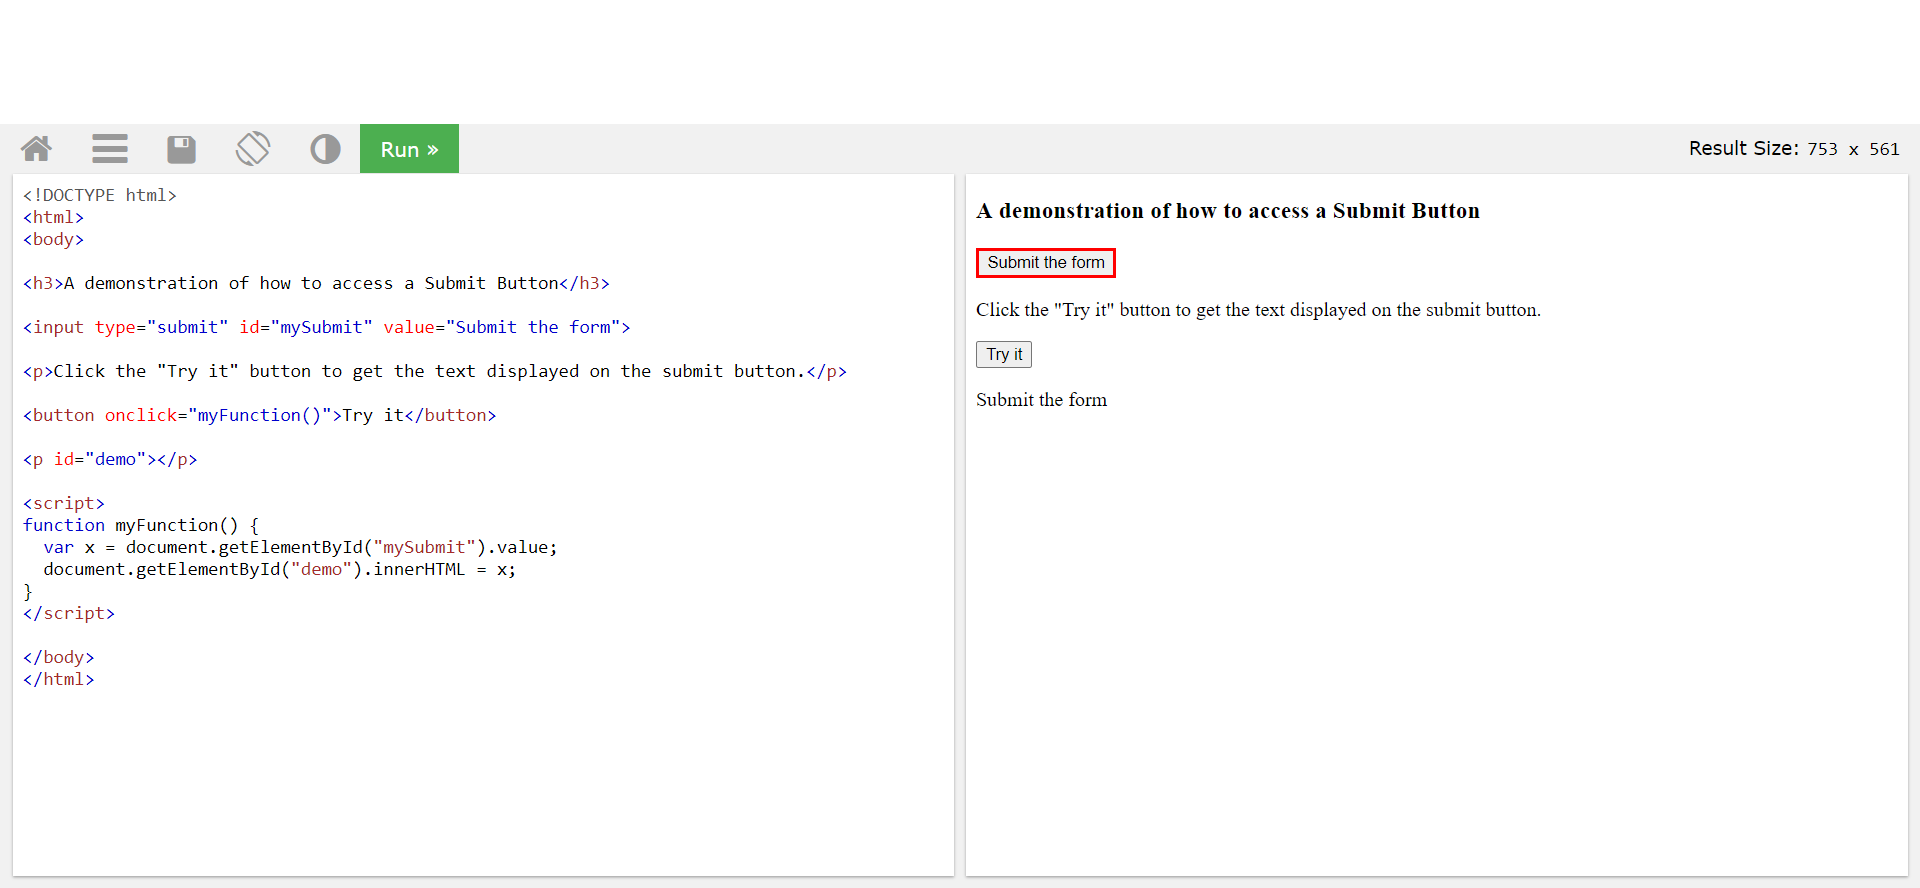 Run »
Result Size: 753 x 561
<!DOCTYPE html>
<html>
<body>
<h3>A demonstration of how to access a Submit Button</h3>
<input type="submit" id="mySubmit" value="Submit the form">
<p>Click the "Try it" button to get the text displayed on the submit button.</p>
<button onclick="myFunction()">Try it</button>
<p id="demo"></p>
<script>
function myFunction() {
  var x = document.getElementById("mySubmit").value;
  document.getElementById("demo").innerHTML = x;
}
</script>
</body>
</html>
A demonstration of how to access a Submit Button
Submit the form
Click the "Try it" button to get the text displayed on the submit button.
Try it
Submit the form